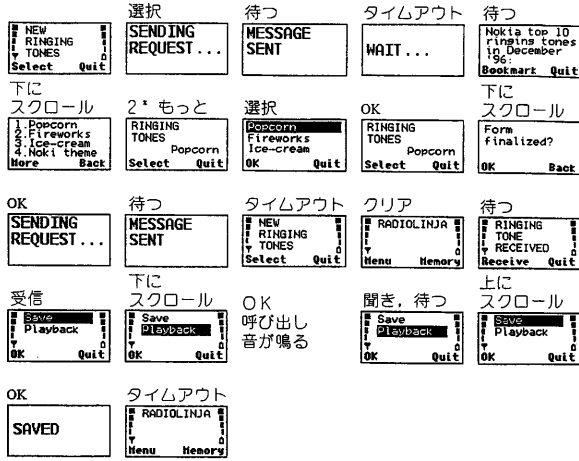 NEW
RINGING
TONES
Select Quit
選択
SENDING
REQUEST...
待つ
MESSAGE
SENT
タイムアウト
WAIT...
待つ
Nokia top 10
ringing tones
in December
'96:
Bookmark Quit
下に
スクロール
1.Popcorn
2.Fireworks
3.Ice-cream
4.Noki theme
More Back
2* もっと
RINGING
TONES
Popcorn
Select Quit
選択
Popcorn
Fireworks
Ice-cream
OK Quit
OK
RINGING
TONES
Popcorn
Select Quit
下に
スクロール
Form
finalized?
OK Back
OK
SENDING
REQUEST...
待つ
MESSAGE
SENT
タイムアウト
NEW
RINGING
TONES
Select Quit
クリア
RADIOLINJA
Menu Memory
待つ
RINGING
TONE
RECEIVED
Receive Quit
受信
Save
Playback
OK Quit
下に
スクロール
Save
Playback
OK Quit
OK
呼び出し
音が鳴る
聞き,待つ
Save
Playback
OK Quit
上に
スクロール
Save
Playback
OK Quit
OK
SAVED
タイムアウト
RADIOLINJA
Menu Memory